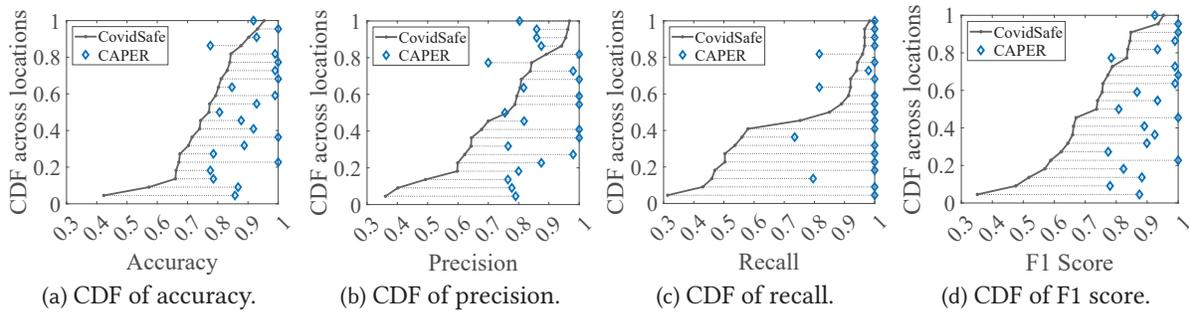 CDF across locations
1
0.8
0.6
0.4
0.2
0
CovidSafe
CAPER
0.3 0.4 0.5 0.6 0.7 0.8 0.9 1
Accuracy
(a) CDF of accuracy.
CDF across locations
1
0.8
0.6
0.4
0.2
0
CovidSafe
CAPER
0.3 0.4 0.5 0.6 0.7 0.8 0.9 1
Precision
(b) CDF of precision.
CDF across locations
1
0.8
0.6
0.4
0.2
0
CovidSafe
CAPER
0.3 0.4 0.5 0.6 0.7 0.8 0.9 1
Recall
(c) CDF of recall.
CDF across locations
1
0.8
0.6
0.4
0.2
0
CovidSafe
CAPER
0.3 0.4 0.5 0.6 0.7 0.8 0.9 1
F1 Score
(d) CDF of F1 score.